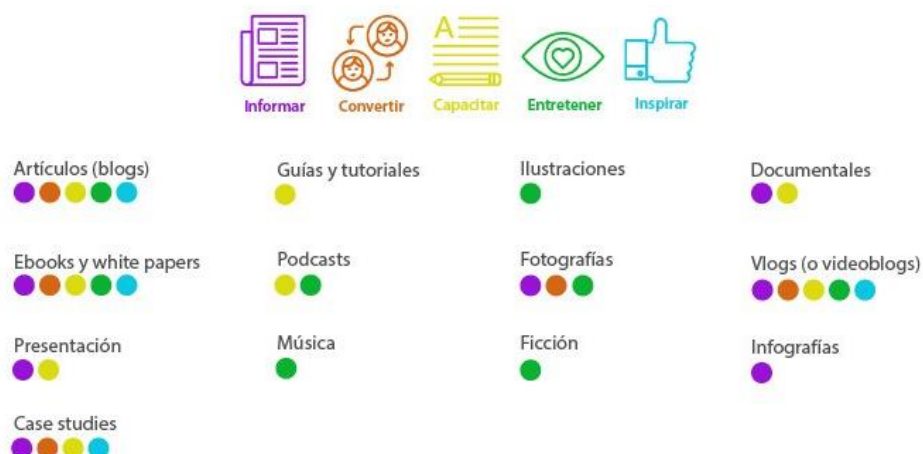 A
Informar
Convertir
Capacitar
Entretener
Inspirar
Artículos (blogs)
Guías y tutoriales
Ilustraciones
Documentales
Ebooks y white papers
Podcasts
Fotografías
Vlogs (o videoblogs)
Presentación
Música
Ficción
Infografías
Case studies